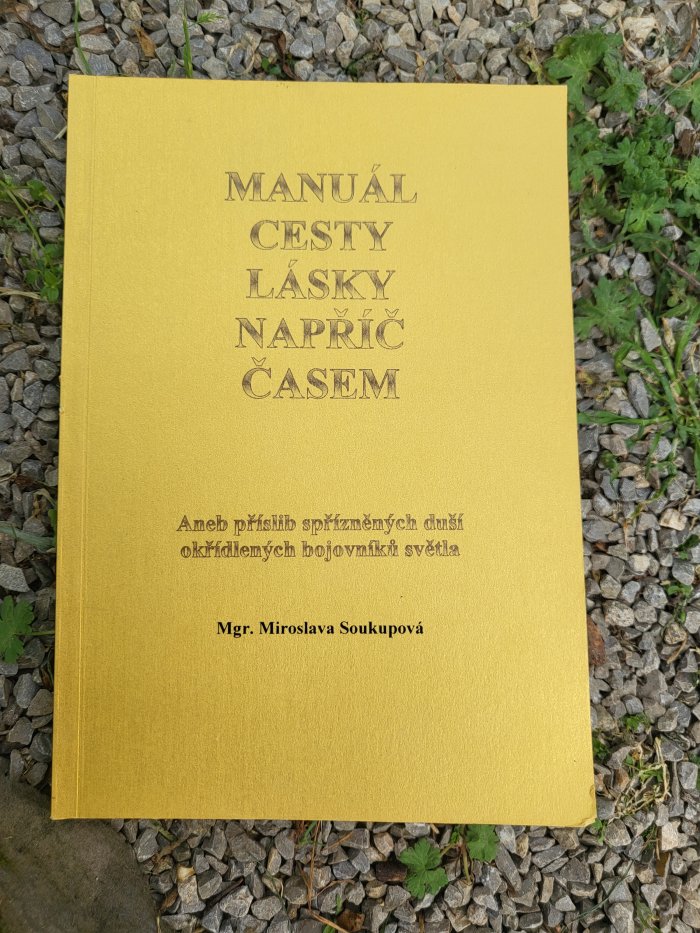 MANUÁL
CESTY
LÁSKY
NAPŘÍČ
ČASEM
Aneb příslib spřízněných duší
okřídlených bojovníků světla
Mgr. Miroslava Soukupová